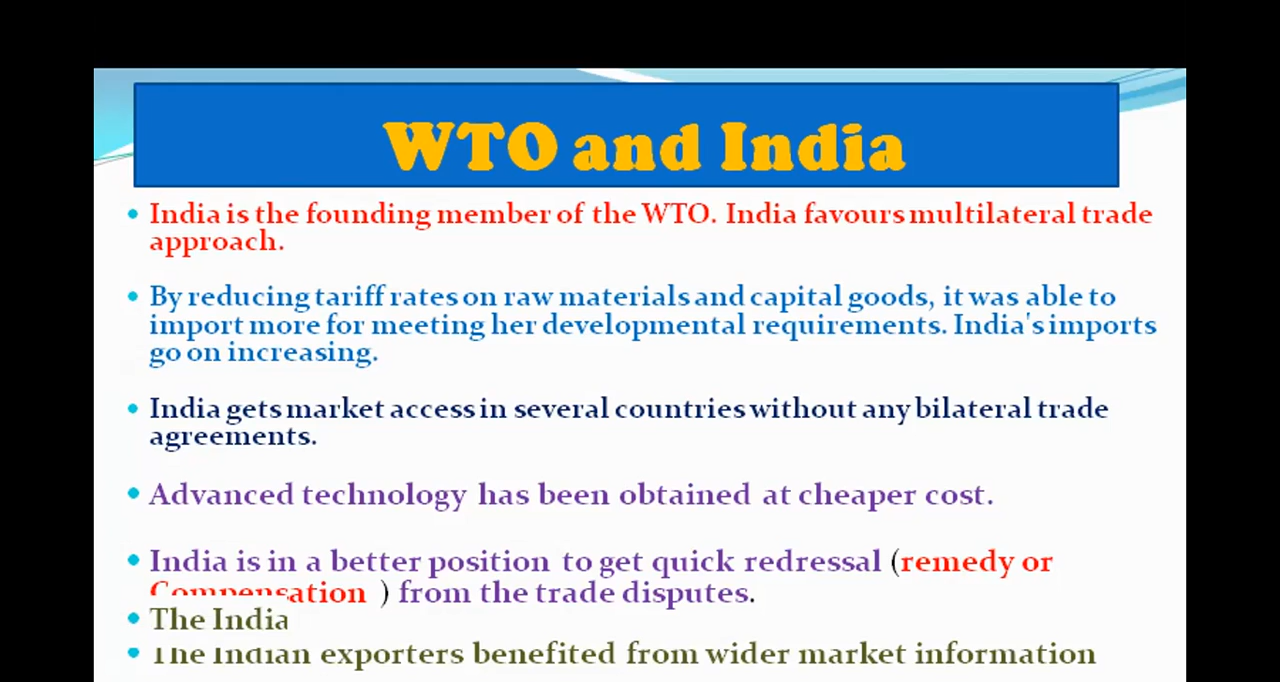 WTO and India
• India is the founding member of the WTO. India favours multilateral trade
approach.
• By reducing tariff rates on raw materials and capital goods, it was able to
import more for meeting her developmental requirements. India's imports
go on increasing.
• India gets market access in several countries without any bilateral trade
agreements.
• Advanced technology has been obtained at cheaper cost.
• India is in a better position to get quick redressal (remedy or
Compensation ) from the trade disputes.
• The India
• The Indian exporters benefited from wider market information